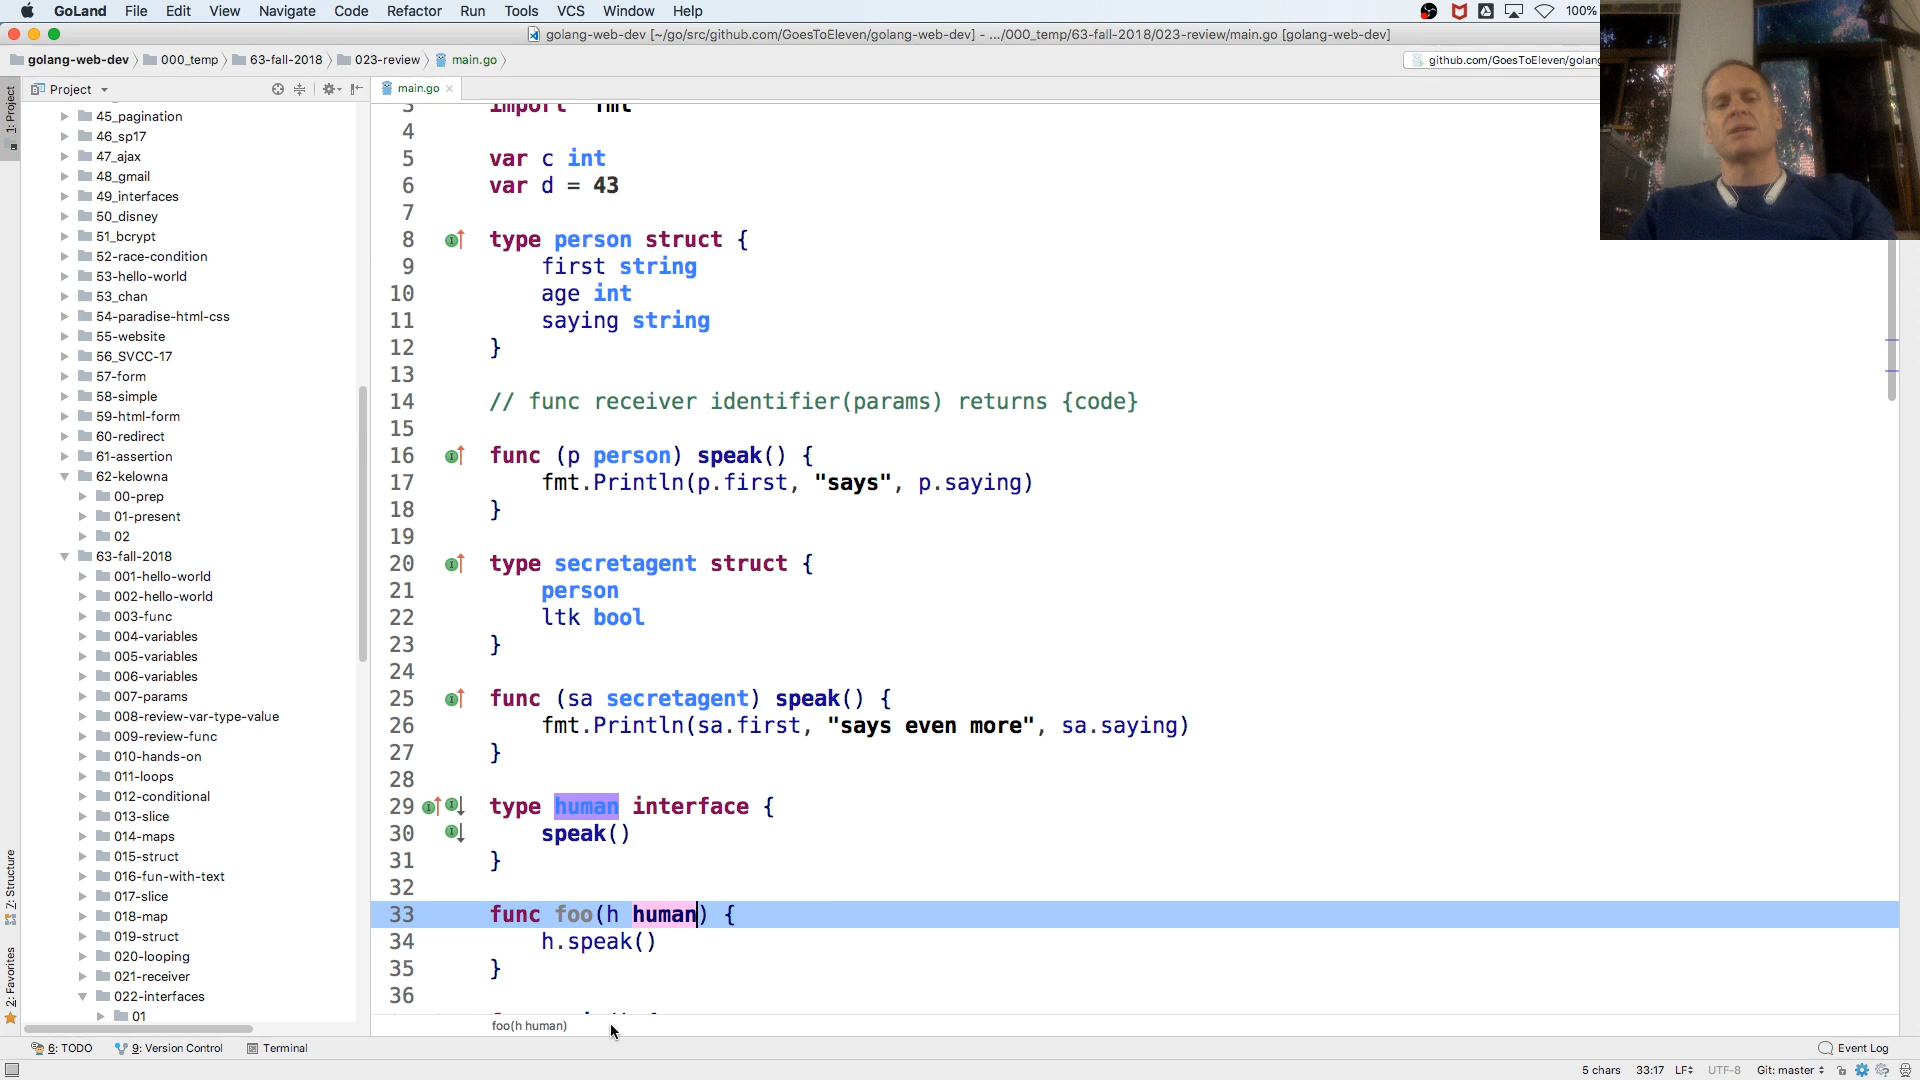 GoLand File Edit View Navigate Code Refactor Run Tools VCS Window Help 100%
golang-web-dev [~/go/src/github.com/GoesToEleven/golang-web-dev] - .../000_temp/63-fall-2018/023-review/main.go [golang-web-dev]
golang-web-dev 000_temp 63-fall-2018 023-review main.go github.com/GoesToEleven/golang
1: Project
7: Structure
2: Favorites
Project
45_pagination
46_sp17
47_ajax
48_gmail
49_interfaces
50_disney
51_bcrypt
52-race-condition
53-hello-world
53_chan
54-paradise-html-css
55-website
56_SVCC-17
57-form
58-simple
59-html-form
60-redirect
61-assertion
62-kelowna
00-prep
01-present
02
63-fall-2018
001-hello-world
002-hello-world
003-func
004-variables
005-variables
006-variables
007-params
008-review-var-type-value
009-review-func
010-hands-on
011-loops
012-conditional
013-slice
014-maps
015-struct
016-fun-with-text
017-slice
018-map
019-struct
020-looping
021-receiver
022-interfaces
01
main.go
3 import "fmt"
4
5 var c int
6 var d = 43
7
8 type person struct {
9 first string
10 age int
11 saying string
12 }
13
14 // func receiver identifier(params) returns {code}
15
16 func (p person) speak() {
17 fmt.Println(p.first, "says", p.saying)
18 }
19
20 type secretagent struct {
21 person
22 ltk bool
23 }
24
25 func (sa secretagent) speak() {
26 fmt.Println(sa.first, "says even more", sa.saying)
27 }
28
29 type human interface {
30 speak()
31 }
32
33 func foo(h human) {
34 h.speak()
35 }
36
foo(h human)
6: TODO 9: Version Control Terminal Event Log
5 chars 33:17 LF UTF-8 Git: master